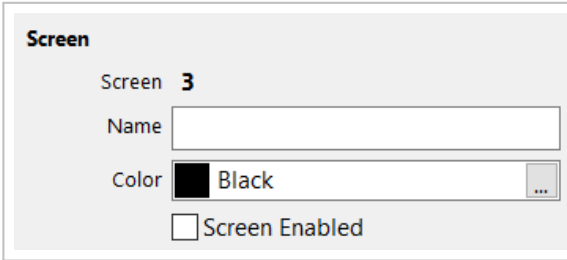 Screen
Screen 3
Name
Color Black ...
Screen Enabled